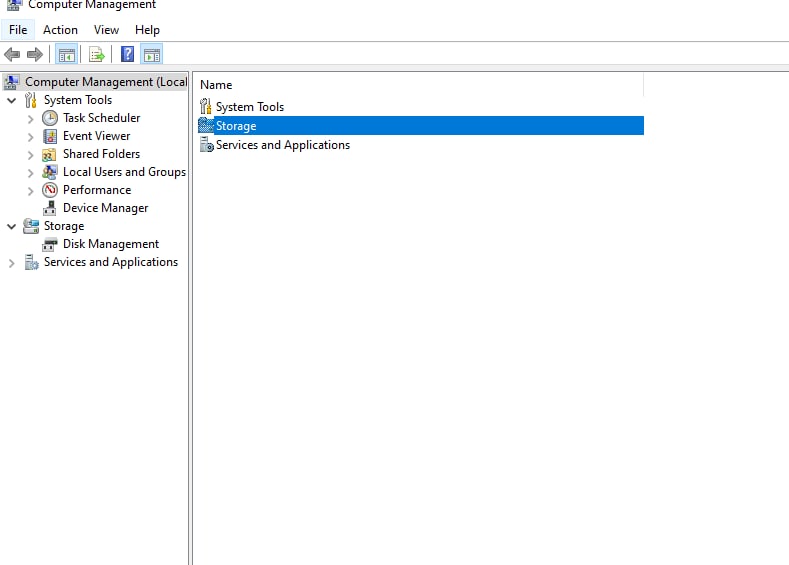 Computer Management
File Action View Help
Computer Management (Local
System Tools
Task Scheduler
Event Viewer
Shared Folders
Local Users and Groups
Performance
Device Manager
Storage
Disk Management
Services and Applications
Name
System Tools
Storage
Services and Applications